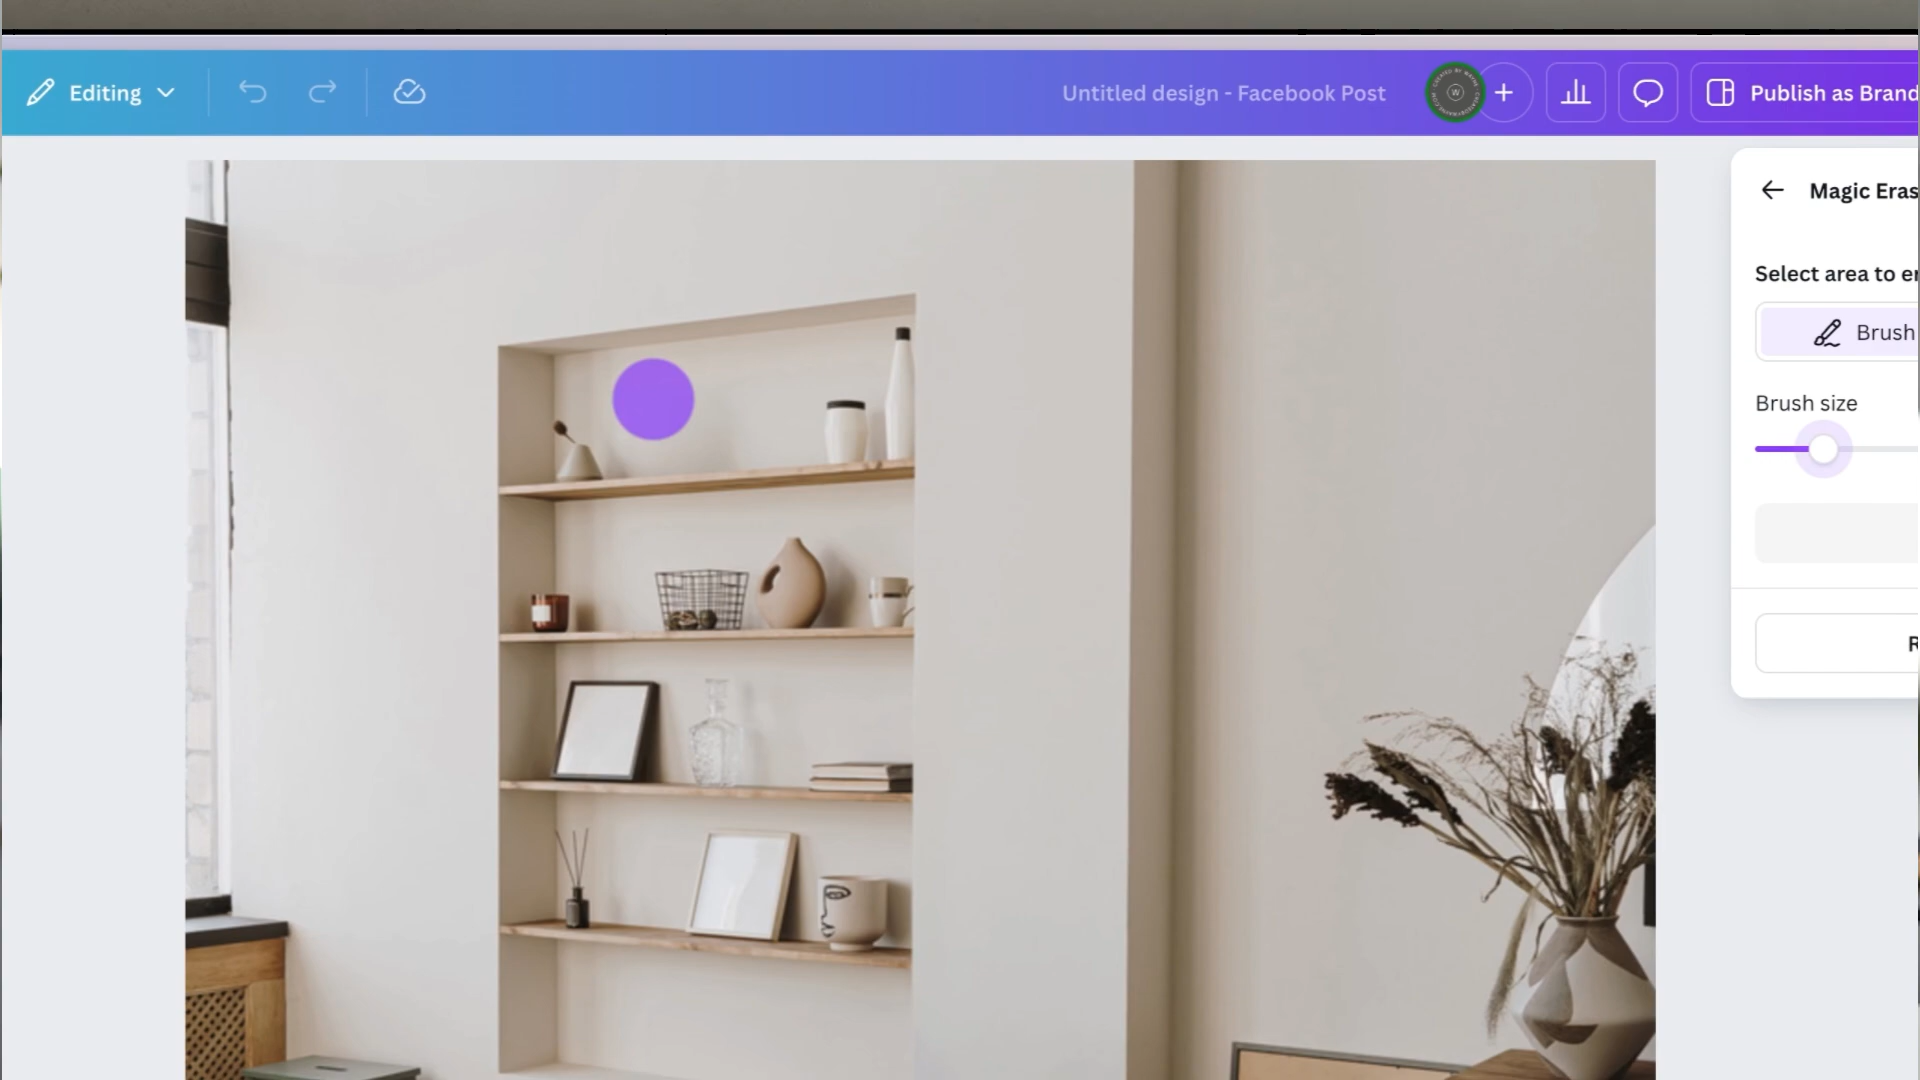 Editing
Untitled design - Facebook Post
Publish as Brand
Magic Eras
Select area to er
Brush
Brush size
R